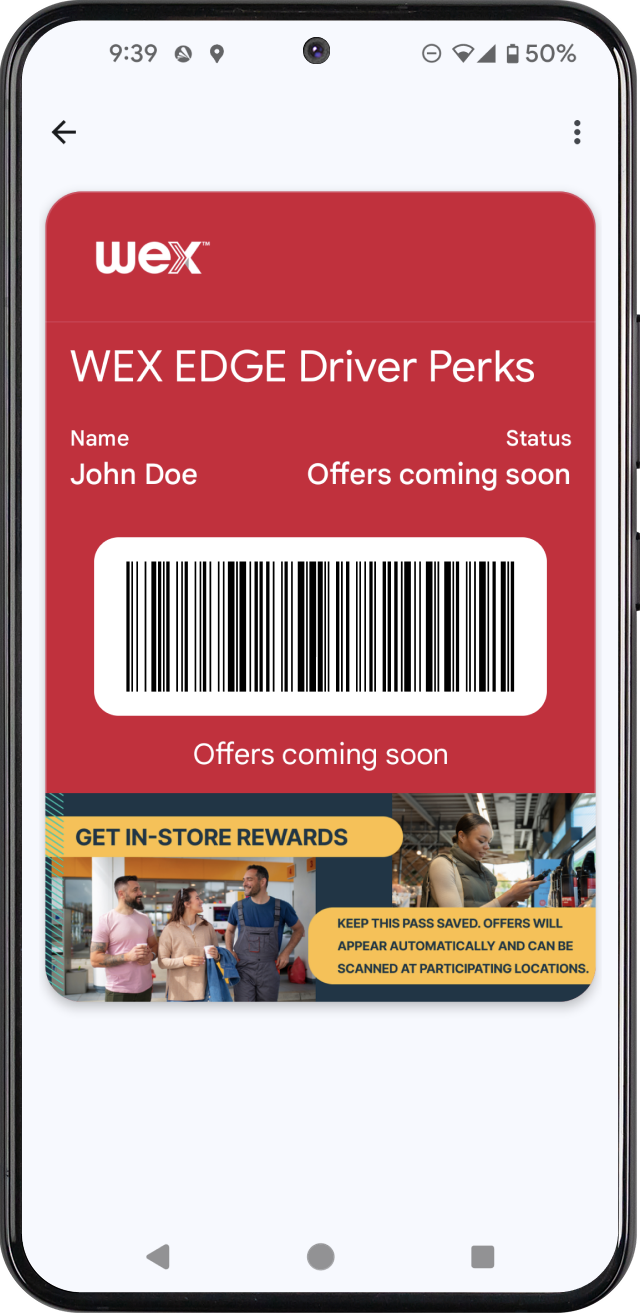 9:39
50%
wex™
WEX EDGE Driver Perks
Name
Status
John Doe
Offers coming soon
Offers coming soon
GET IN-STORE REWARDS
KEEP THIS PASS SAVED. OFFERS WILL
APPEAR AUTOMATICALLY AND CAN BE
SCANNED AT PARTICIPATING LOCATIONS.